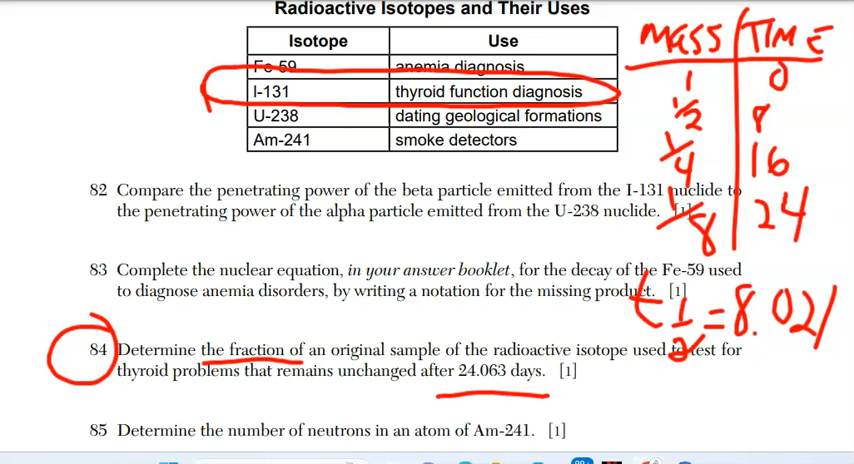 Radioactive Isotopes and Their Uses
Isotope Use
Fe-59 anemia diagnosis
I-131 thyroid function diagnosis
U-238 dating geological formations
Am-241 smoke detectors
MASS TIME
1 0
1/2 8
1/4 16
1/8 24
82 Compare the penetrating power of the beta particle emitted from the I-131 nuclide to
the penetrating power of the alpha particle emitted from the U-238 nuclide. [1]
83 Complete the nuclear equation, in your answer booklet, for the decay of the Fe-59 used
to diagnose anemia disorders, by writing a notation for the missing product. [1]
t 1/2 = 8.021
84 Determine the fraction of an original sample of the radioactive isotope used to test for
thyroid problems that remains unchanged after 24.063 days. [1]
85 Determine the number of neutrons in an atom of Am-241. [1]